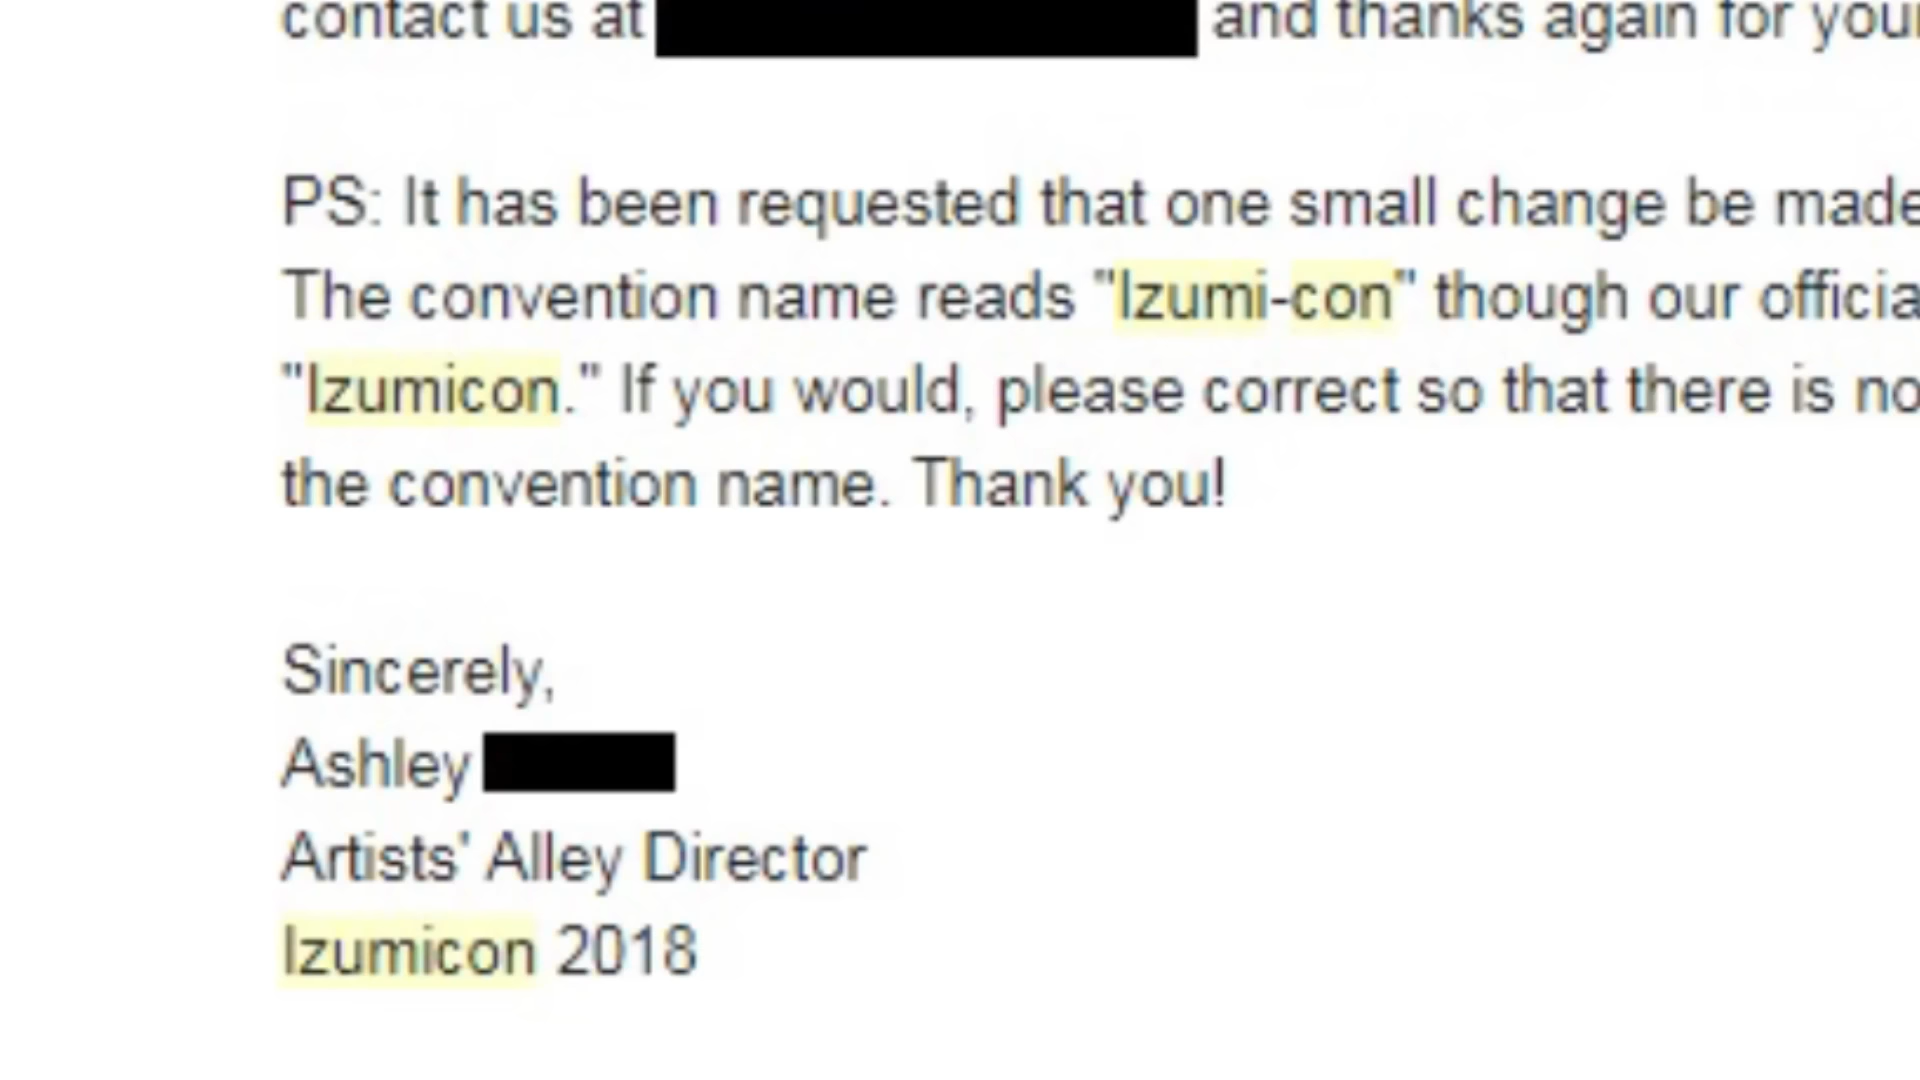 contact us at and thanks again for your
PS: It has been requested that one small change be made
The convention name reads "Izumi-con" though our officia
"Izumicon." If you would, please correct so that there is no
the convention name. Thank you!
Sincerely,
Ashley
Artists' Alley Director
Izumicon 2018